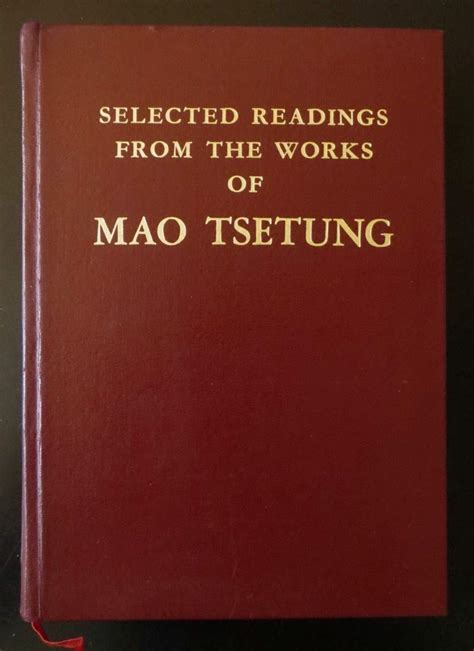 SELECTED READINGS
FROM THE WORKS
OF
MAO TSETUNG